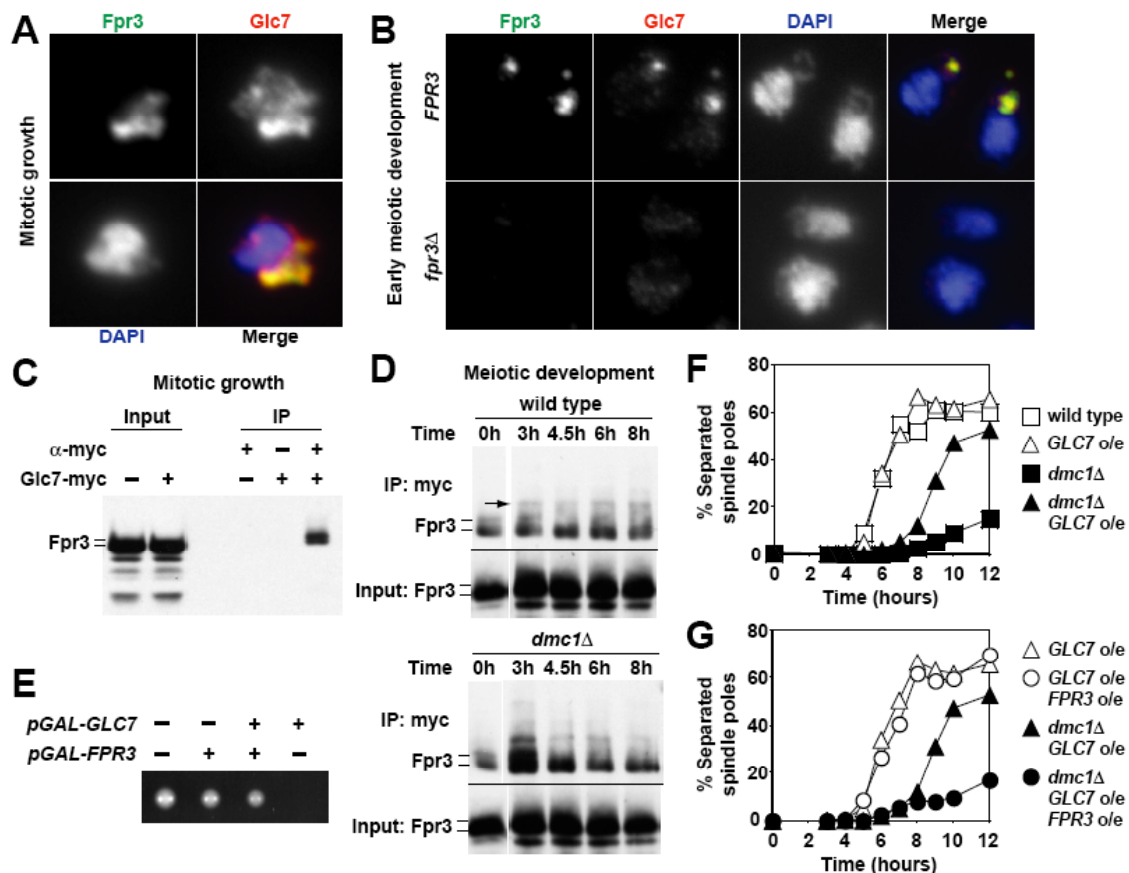 A
Fpr3 Glc7
Mitotic growth
DAPI Merge
B
Fpr3 Glc7 DAPI Merge
Early meiotic development
FPR3
fpr3Δ
C
Mitotic growth
Input IP
α-myc + − +
Glc7-myc − + − + +
Fpr3
D
Meiotic development
wild type
Time 0h 3h 4.5h 6h 8h
IP: myc
Fpr3
Input: Fpr3
dmc1Δ
Time 0h 3h 4.5h 6h 8h
IP: myc
Fpr3
Input: Fpr3
E
pGAL-GLC7 − − + +
pGAL-FPR3 − + + −
F
% Separated
spindle poles
80
60
40
20
0
0 2 4 6 8 10 12
Time (hours)
wild type
GLC7 o/e
dmc1Δ
dmc1Δ
GLC7 o/e
G
% Separated
spindle poles
80
60
40
20
0
0 2 4 6 8 10 12
Time (hours)
GLC7 o/e
GLC7 o/e
FPR3 o/e
dmc1Δ
GLC7 o/e
dmc1Δ
GLC7 o/e
FPR3 o/e